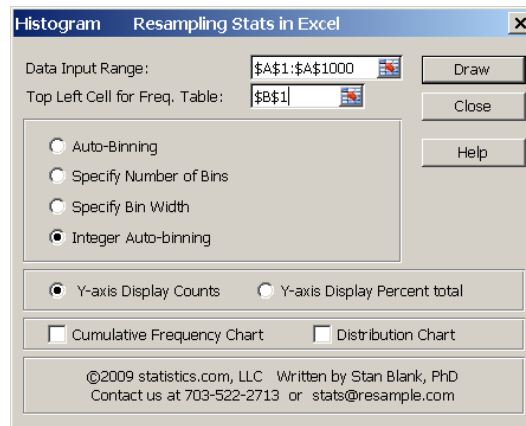 Histogram Resampling Stats in Excel
Data Input Range: $A$1:$A$1000 Draw
Top Left Cell for Freq. Table: $B$1 Close
Help
Auto-Binning
Specify Number of Bins
Specify Bin Width
Integer Auto-binning
Y-axis Display Counts Y-axis Display Percent total
Cumulative Frequency Chart Distribution Chart
©2009 statistics.com, LLC Written by Stan Blank, PhD
Contact us at 703-522-2713 or stats@resample.com